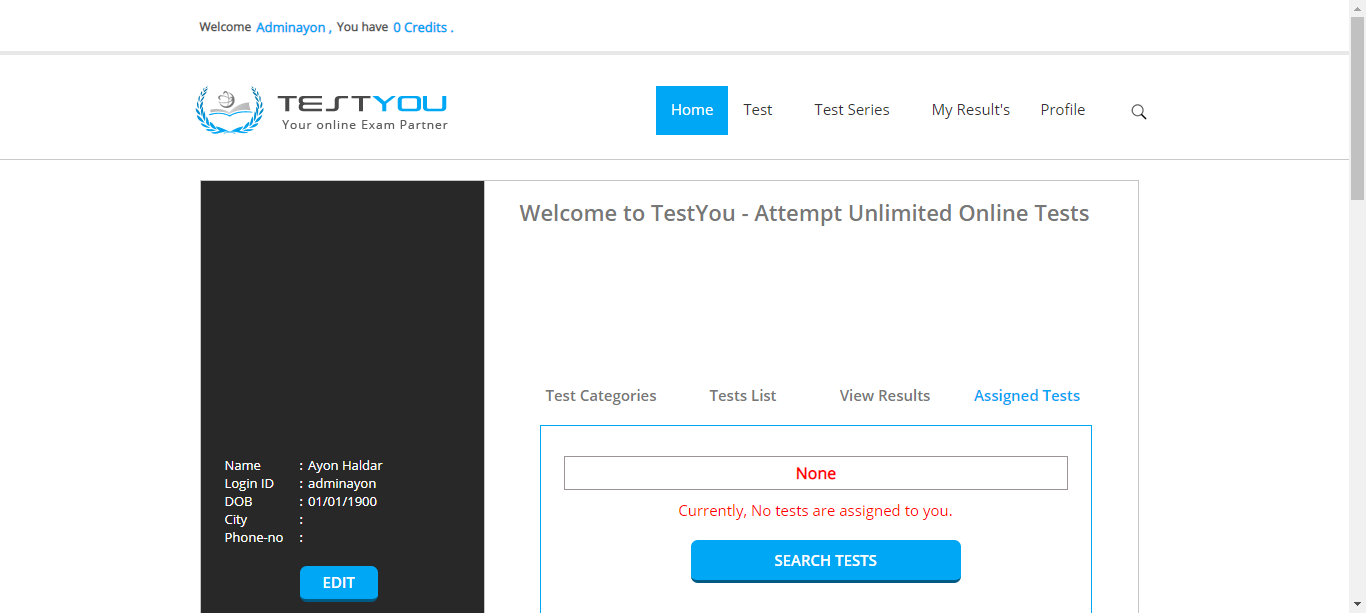 Welcome Adminayon , You have 0 Credits .
TESTYOU
Your online Exam Partner
Home Test Test Series My Result's Profile
Welcome to TestYou - Attempt Unlimited Online Tests
Test Categories Tests List View Results Assigned Tests
None
Currently, No tests are assigned to you.
SEARCH TESTS
Name : Ayon Haldar
Login ID : adminayon
DOB : 01/01/1900
City :
Phone-no :
EDIT